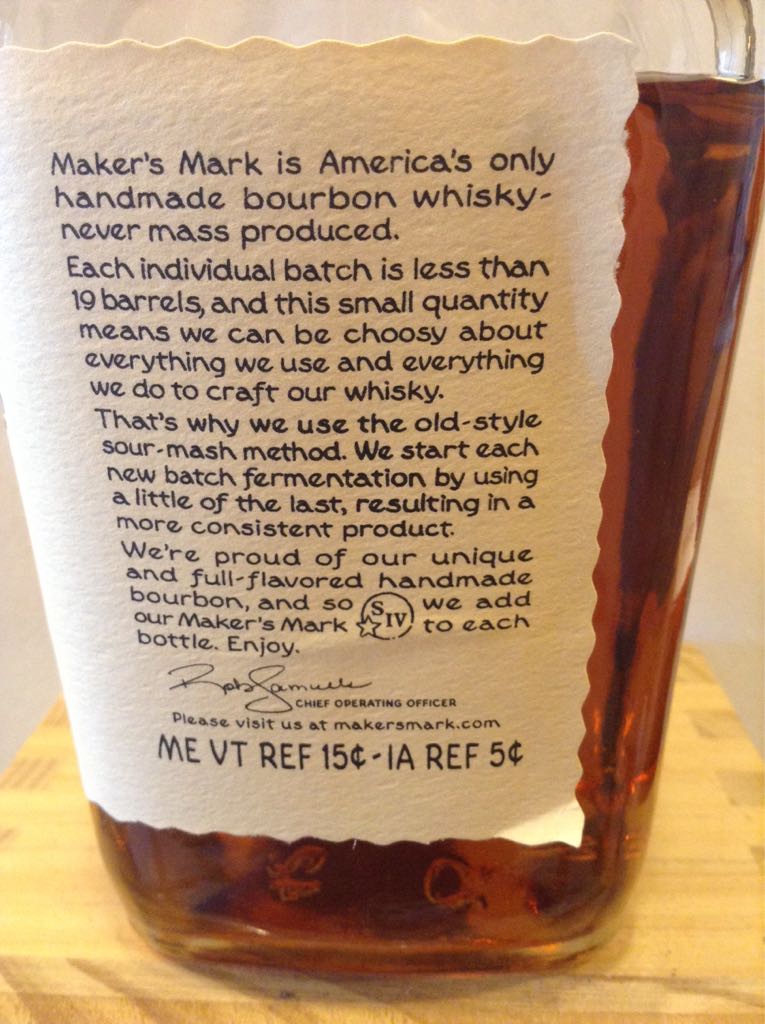 Maker's Mark is America's only
handmade bourbon whisky-
never mass produced.
Each individual batch is less than
19 barrels, and this small quantity
means we can be choosy about
everything we use and everything
we do to craft our whisky.
That's why we use the old-style
sour-mash method. We start each
new batch fermentation by using
a little of the last, resulting in a
more consistent product.
We're proud of our unique
and full-flavored handmade
bourbon, and so S IV we add
our Maker's Mark to each
bottle. Enjoy.
Rob Samuels
CHIEF OPERATING OFFICER
Please visit us at makersmark.com
ME VT REF 15¢-IA REF 5¢